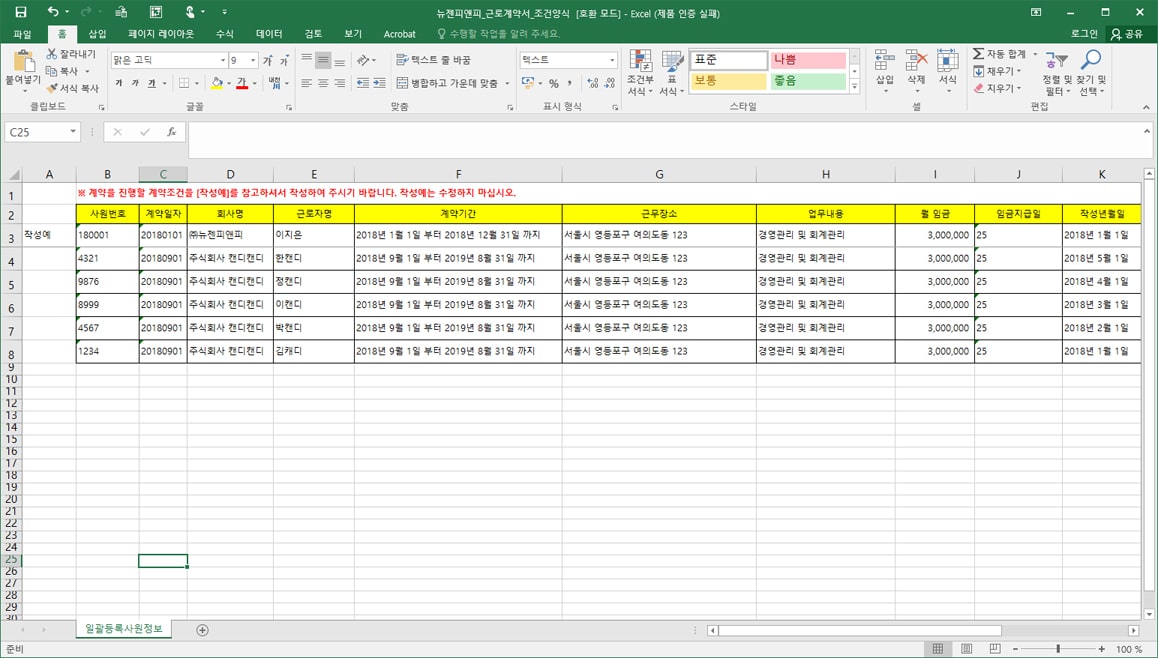 뉴젠피앤피_근로계약서_조건양식 [호환 모드] - Excel (제품 인증 실패)
파일 홈 삽입 페이지 레이아웃 수식 데이터 검토 보기 Acrobat 수행할 작업을 알려 주세요. 로그인 공유
붙여넣기 잘라내기 복사 서식 복사 클립보드
맑은 고딕 9 가 가 가 가 가 가 내천 글꼴
텍스트 줄 바꿈 병합하고 가운데 맞춤 맞춤
텍스트 % , .00 표시 형식
조건부 서식 표 서식 표준 나쁨 보통 좋음 스타일
삽입 삭제 서식 셀
자동 합계 채우기 지우기 정렬 및 필터 찾기 및 선택 편집
C25 fx
A B C D E F G H I J K
1 ※ 계약을 진행할 계약조건을 [작성예]를 참고하셔서 작성하여 주시기 바랍니다. 작성예는 수정하지 마십시오.
2 사원번호 계약일자 회사명 근로자명 계약기간 근무장소 업무내용 월 임금 임금지급일 작성년월일
3 작성예 180001 20180101 ㈜뉴젠피앤피 이지은 2018년 1월 1일 부터 2018년 12월 31일 까지 서울시 영등포구 여의도동 123 경영관리 및 회계관리 3,000,000 25 2018년 1월 1일
4 4321 20180901 주식회사 캔디캔디 한캔디 2018년 9월 1일 부터 2019년 8월 31일 까지 서울시 영등포구 여의도동 123 경영관리 및 회계관리 3,000,000 25 2018년 5월 1일
5 9876 20180901 주식회사 캔디캔디 정캔디 2018년 9월 1일 부터 2019년 8월 31일 까지 서울시 영등포구 여의도동 123 경영관리 및 회계관리 3,000,000 25 2018년 4월 1일
6 8999 20180901 주식회사 캔디캔디 이캔디 2018년 9월 1일 부터 2019년 8월 31일 까지 서울시 영등포구 여의도동 123 경영관리 및 회계관리 3,000,000 25 2018년 3월 1일
7 4567 20180901 주식회사 캔디캔디 박캔디 2018년 9월 1일 부터 2019년 8월 31일 까지 서울시 영등포구 여의도동 123 경영관리 및 회계관리 3,000,000 25 2018년 2월 1일
8 1234 20180901 주식회사 캔디캔디 김캐디 2018년 9월 1일 부터 2019년 8월 31일 까지 서울시 영등포구 여의도동 123 경영관리 및 회계관리 3,000,000 25 2018년 1월 1일
9
10
11
12
13
14
15
16
17
18
19
20
21
22
23
24
25
26
27
28
29
30
일괄등록사원정보
준비 100 %